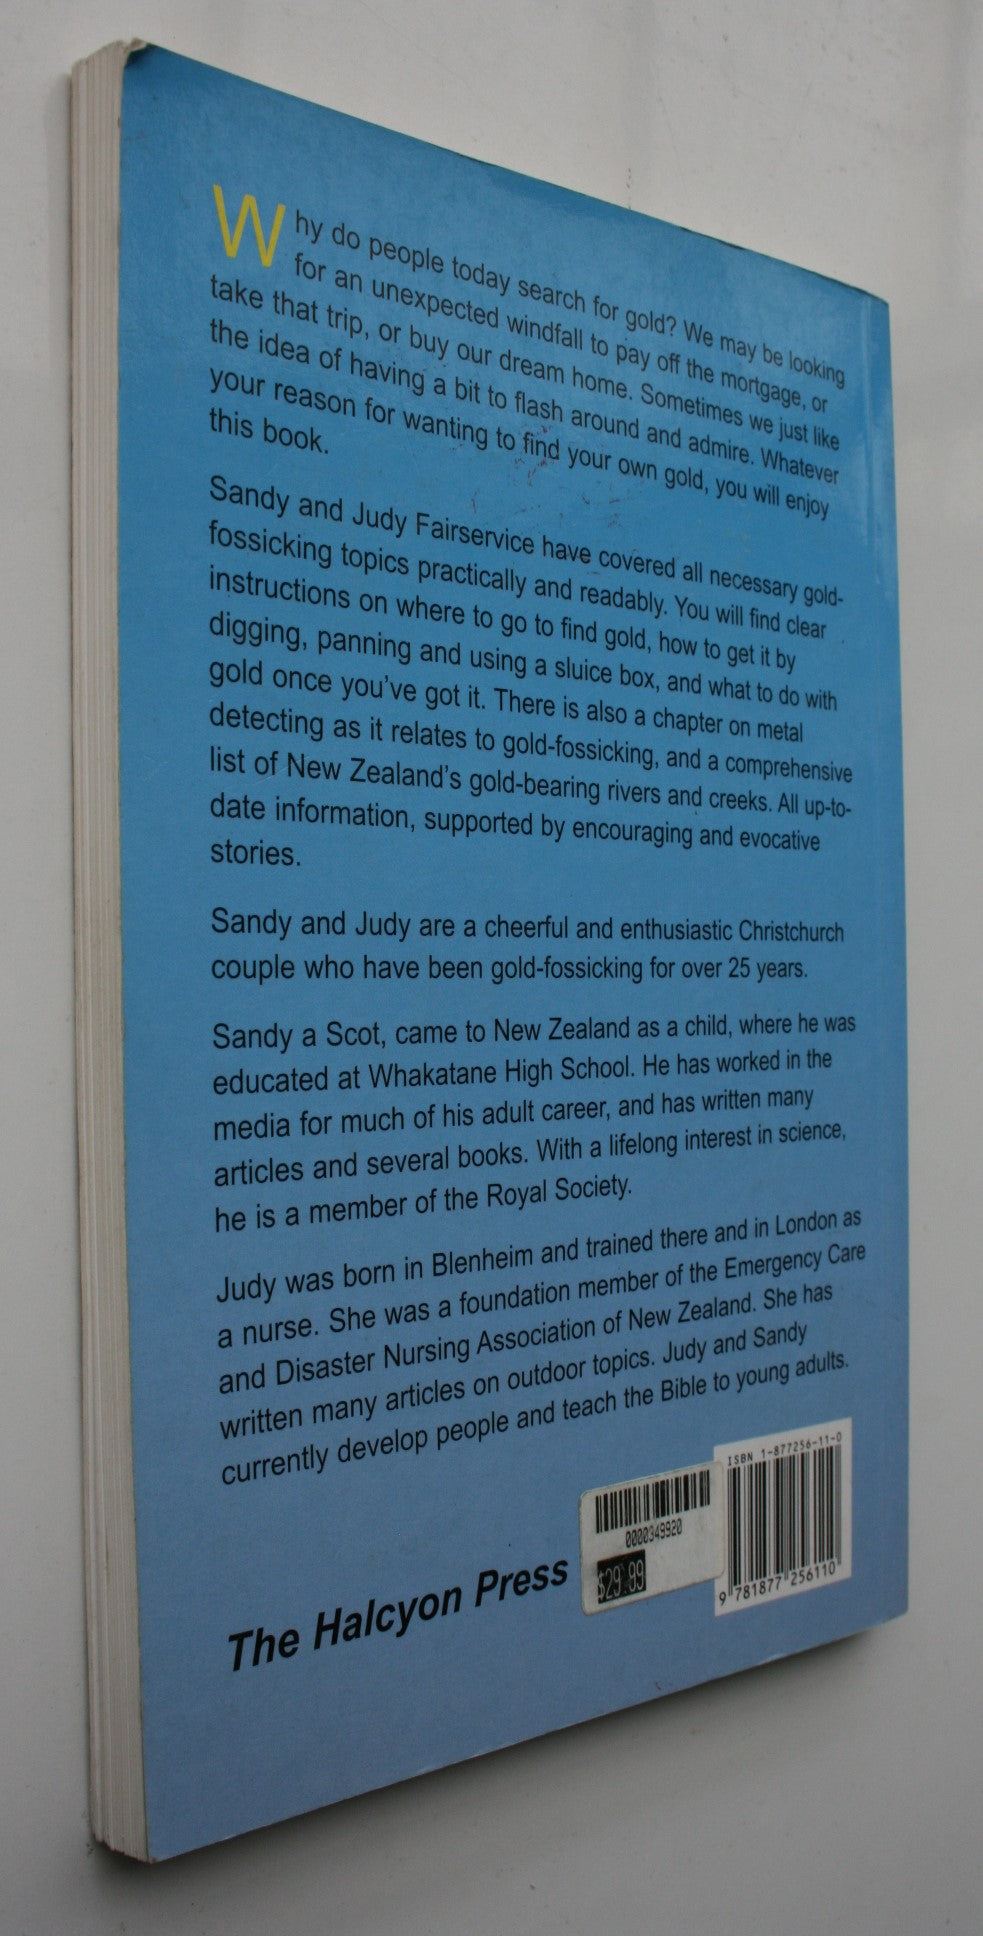 Why do people today search for gold? We may be looking
for an unexpected windfall to pay off the mortgage, or
take that trip, or buy our dream home. Sometimes we just like
the idea of having a bit to flash around and admire. Whatever
your reason for wanting to find your own gold, you will enjoy
this book.
Sandy and Judy Fairservice have covered all necessary gold-
fossicking topics practically and readably. You will find clear
instructions on where to go to find gold, how to get it by
digging, panning and using a sluice box, and what to do with
gold once you've got it. There is also a chapter on metal
detecting as it relates to gold-fossicking, and a comprehensive
list of New Zealand's gold-bearing rivers and creeks. All up-to-
date information, supported by encouraging and evocative
stories.
Sandy and Judy are a cheerful and enthusiastic Christchurch
couple who have been gold-fossicking for over 25 years.
Sandy a Scot, came to New Zealand as a child, where he was
educated at Whakatane High School. He has worked in the
media for much of his adult career, and has written many
articles and several books. With a lifelong interest in science,
he is a member of the Royal Society.
Judy was born in Blenheim and trained there and in London as
a nurse. She was a foundation member of the Emergency Care
and Disaster Nursing Association of New Zealand. She has
written many articles on outdoor topics. Judy and Sandy
currently develop people and teach the Bible to young adults.
The Halcyon Press
0000349920
$29.99
ISBN 1-877256-11-0
9 781877 256110